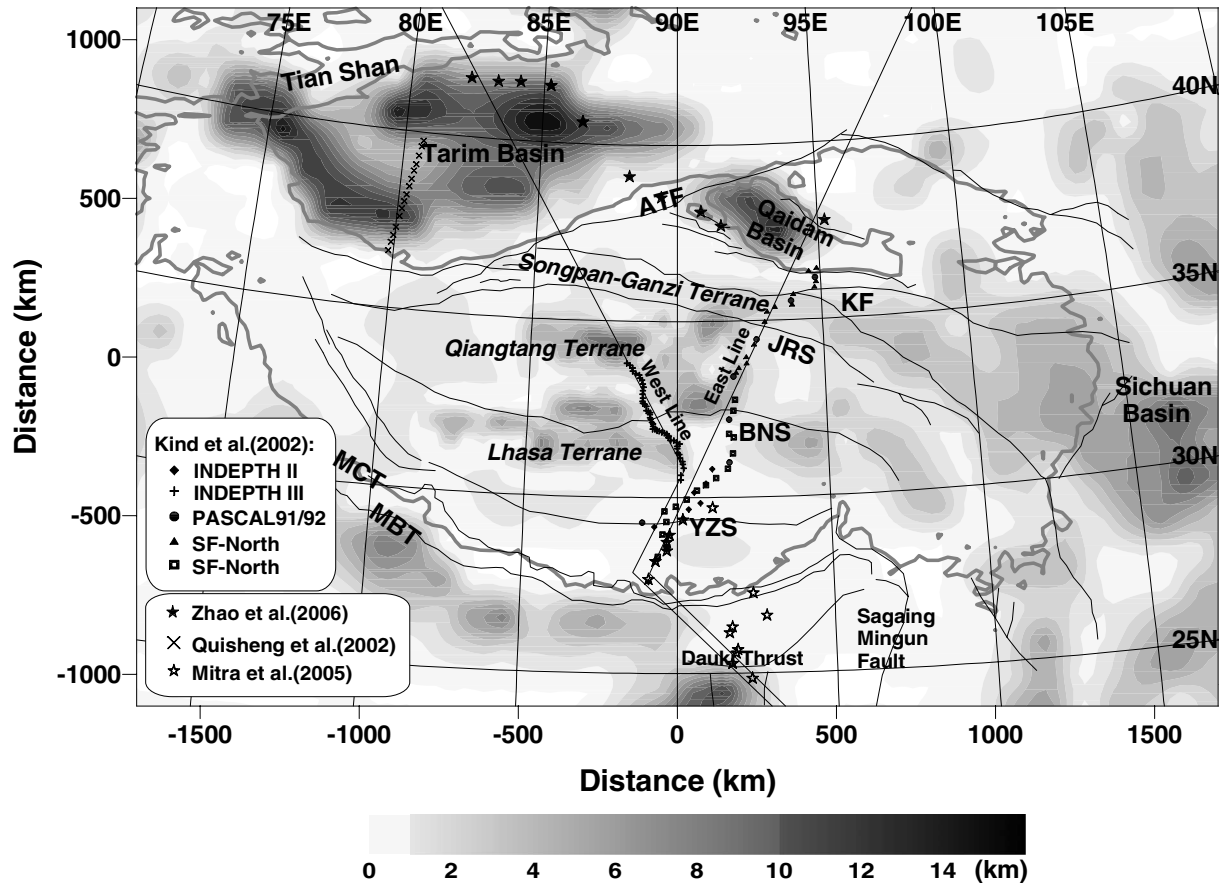 75E 80E 85E 90E 95E 100E 105E
1000
Tian Shan
40N
Tarim Basin
500
ATF
Qaidam
Basin
Songpan-Ganzi Terrane
35N
KF
0
Qiangtang Terrane
West Line
East Line
JRS
Sichuan
Basin
BNS
Lhasa Terrane
30N
Kind et al.(2002):
INDEPTH II
INDEPTH III
PASCAL91/92
SF-North
SF-North
MCT
MBT
-500
YZS
Zhao et al.(2006)
Quisheng et al.(2002)
Mitra et al.(2005)
Sagaing
Mingun
Fault
Dauki Thrust
25N
-1000
Distance (km)
-1500 -1000 -500 0 500 1000 1500
Distance (km)
0 2 4 6 8 10 12 14 (km)